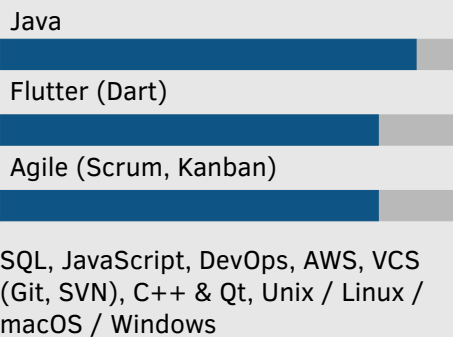 Java
Flutter (Dart)
Agile (Scrum, Kanban)
SQL, JavaScript, DevOps, AWS, VCS
(Git, SVN), C++ & Qt, Unix / Linux /
macOS / Windows